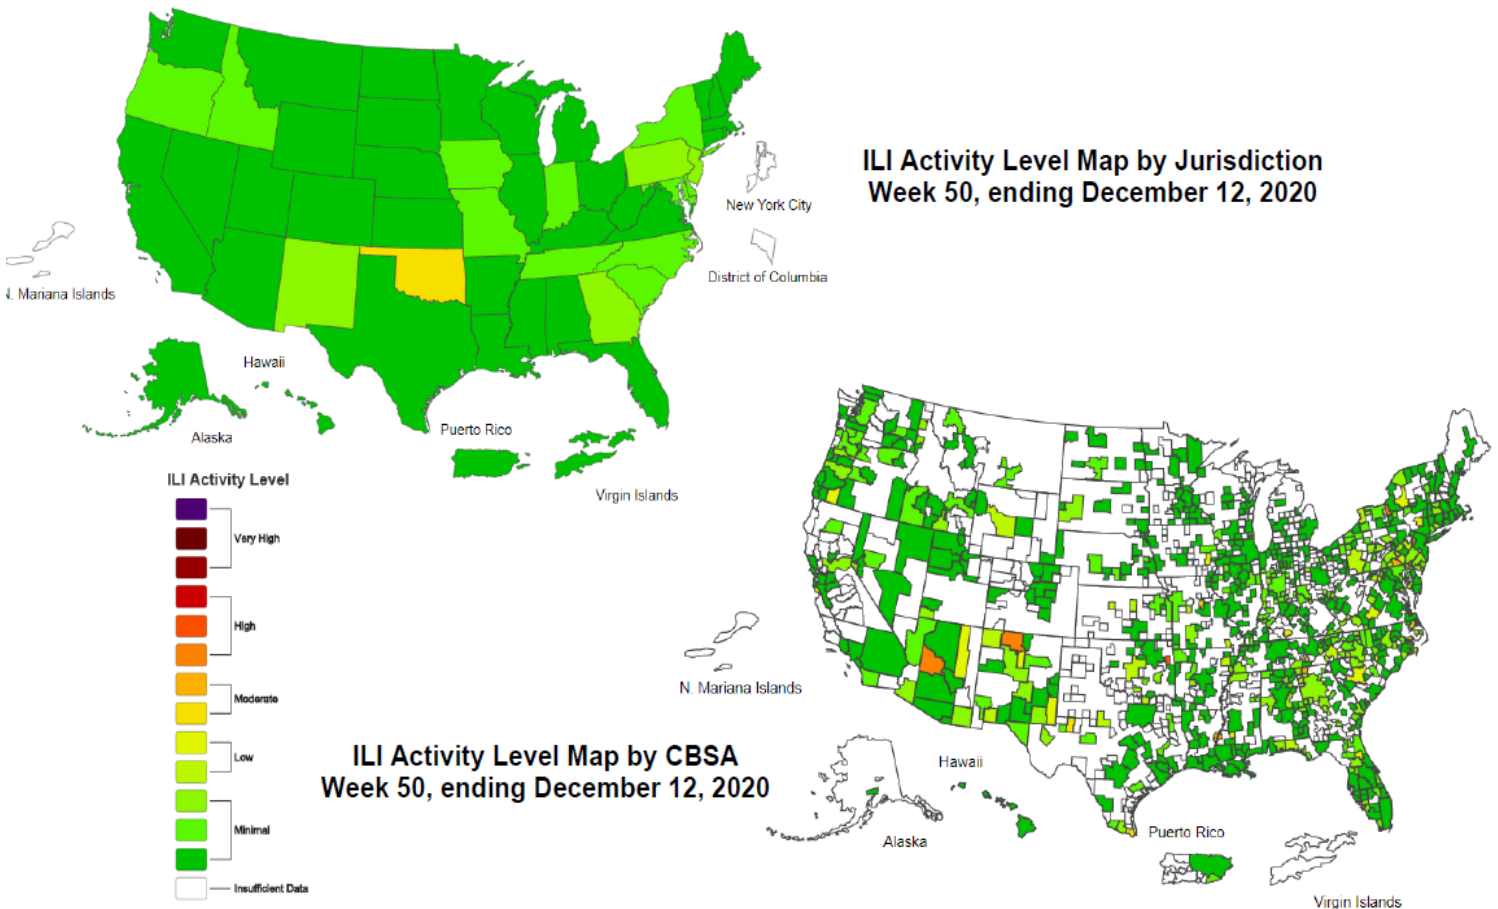 ILI Activity Level Map by Jurisdiction
Week 50, ending December 12, 2020
New York City
District of Columbia
N. Mariana Islands
Hawaii
Alaska
Puerto Rico
Virgin Islands
ILI Activity Level
Very High
High
Moderate
Low
Minimal
Insufficient Data
ILI Activity Level Map by CBSA
Week 50, ending December 12, 2020
N. Mariana Islands
Hawaii
Alaska
Puerto Rico
Virgin Islands